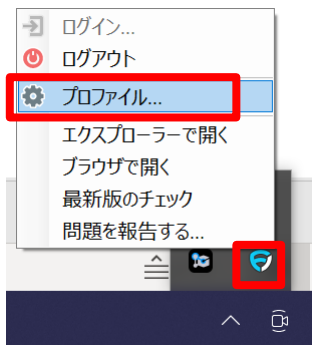 ログイン...
ログアウト
プロファイル...
エクスプローラーで開く
ブラウザで開く
最新版のチェック
問題を報告する...